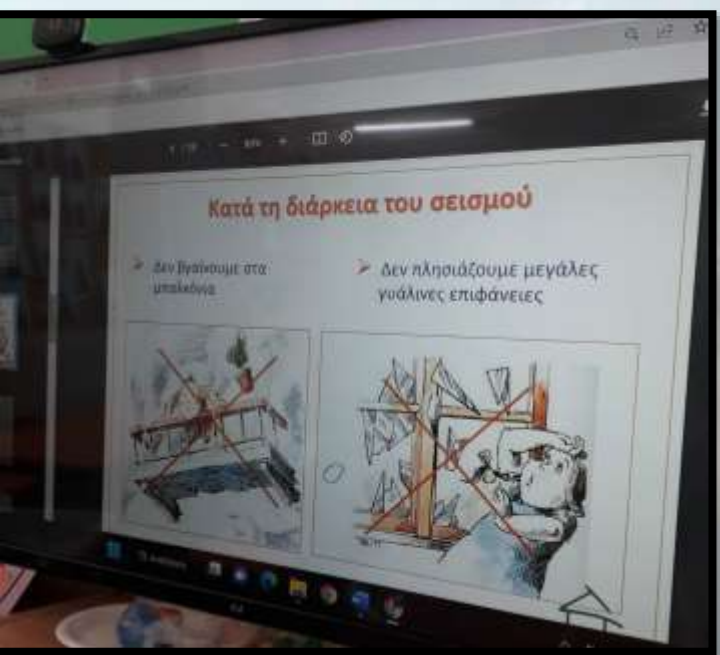 Κατά τη διάρκεια του σεισμού
Δεν βγαίνουμε στα
μπαλκόνια
Δεν πλησιάζουμε μεγάλες
γυάλινες επιφάνειες